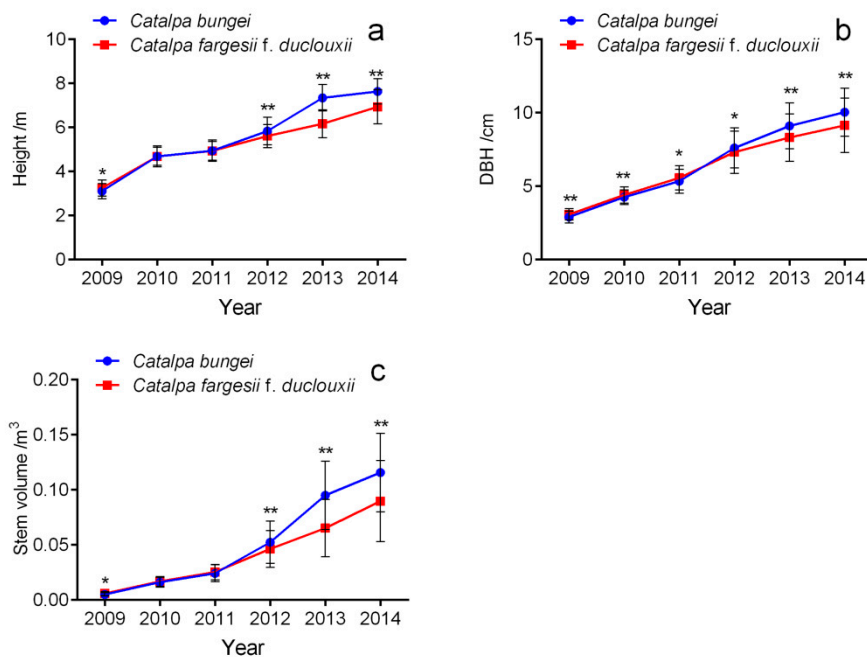 Catalpa bungei
Catalpa fargesii f. duclouxii
a
Height /m
8
6
4
2
0
*
**
**
**
2009 2010 2011 2012 2013 2014
Year
Catalpa bungei
Catalpa fargesii f. duclouxii
b
DBH /cm
15
10
5
0
**
**
*
*
**
**
2009 2010 2011 2012 2013 2014
Year
Catalpa bungei
Catalpa fargesii f. duclouxii
c
Stem volume /m³
0.20
0.15
0.10
0.05
0.00
*
**
**
**
2009 2010 2011 2012 2013 2014
Year